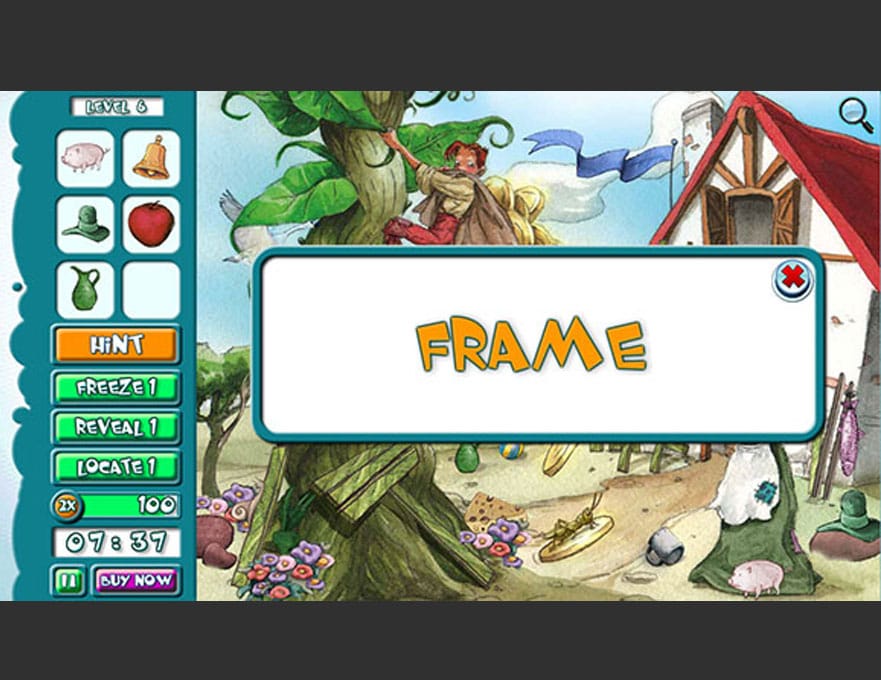 LEVEL 6
HiNT
FREEZE 1
REVEAL 1
LOCATE 1
2X
100
07:37
BUY NOW
FRAME